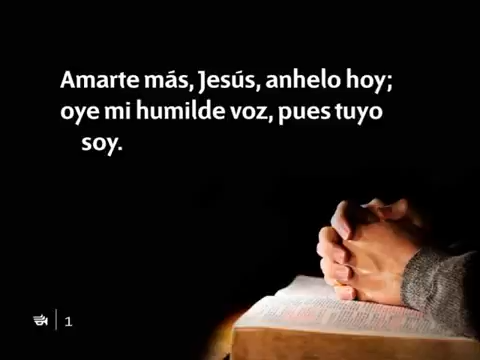 Amarte más, Jesús, anhelo hoy;
oye mi humilde voz, pues tuyo
soy.
1